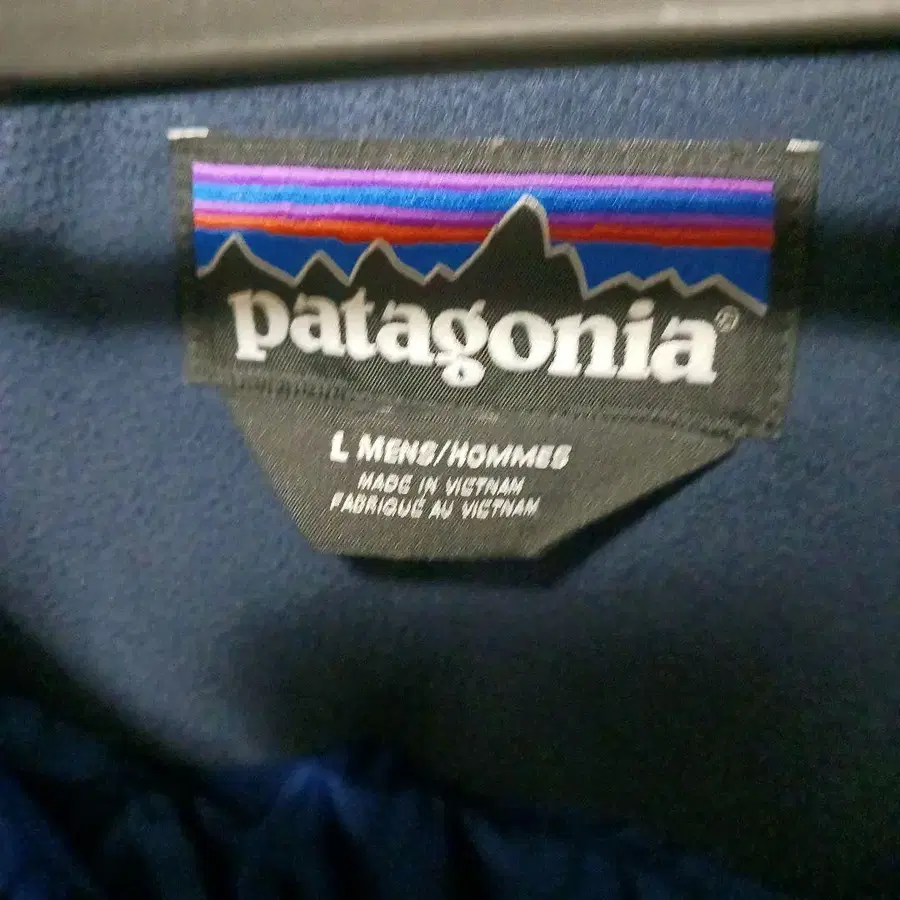 patagonia®
L MENS/HOMMES
MADE IN VIETNAM
FABRIQUÉ AU VIETNAM